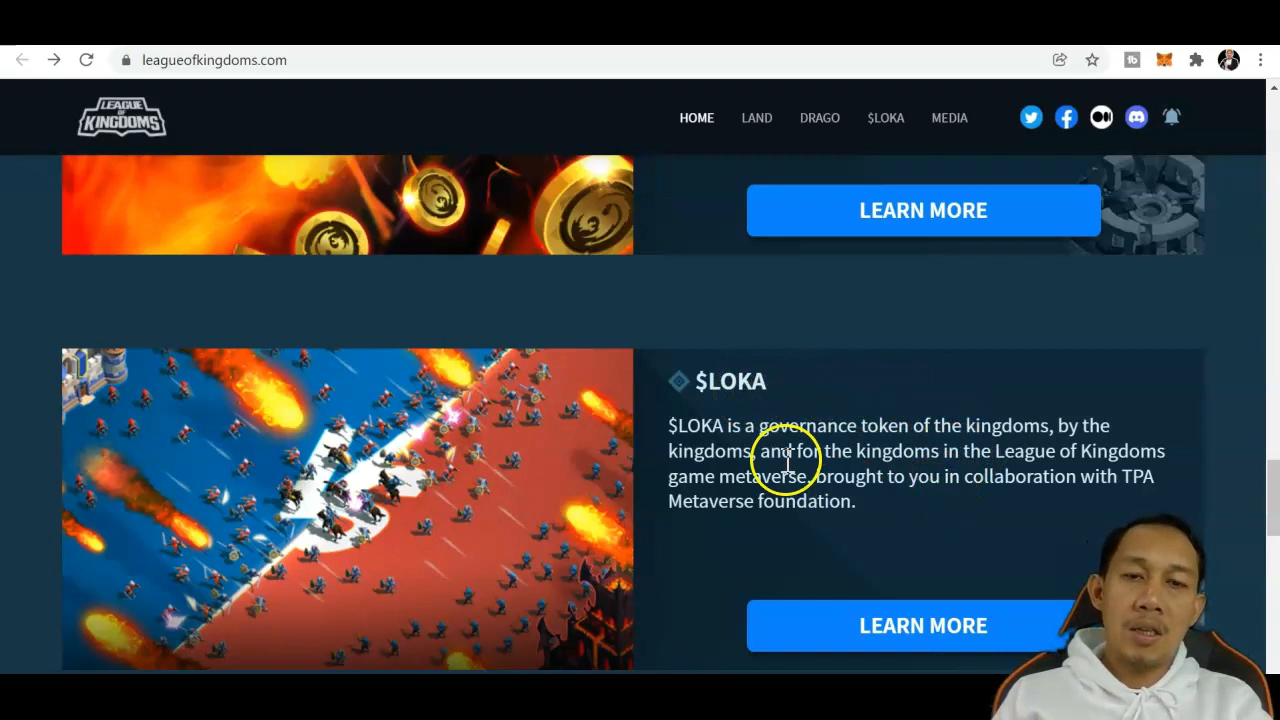 leagueofkingdoms.com
LEAGUE OF KINGDOMS
HOME LAND DRAGO $LOKA MEDIA
LEARN MORE
$LOKA
$LOKA is a governance token of the kingdoms, by the
kingdoms, and for the kingdoms in the League of Kingdoms
game metaverse, brought to you in collaboration with TPA
Metaverse foundation.
VS
LEARN MORE